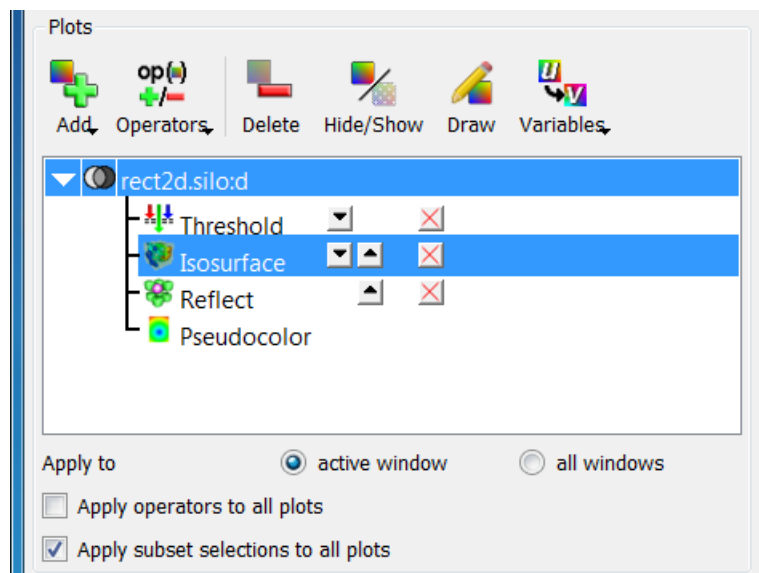 Plots
op( )
+/-
Add Operators Delete Hide/Show Draw Variables
u
v
rect2d.silo:d
Threshold
Isosurface
Reflect
Pseudocolor
Apply to active window all windows
Apply operators to all plots
Apply subset selections to all plots